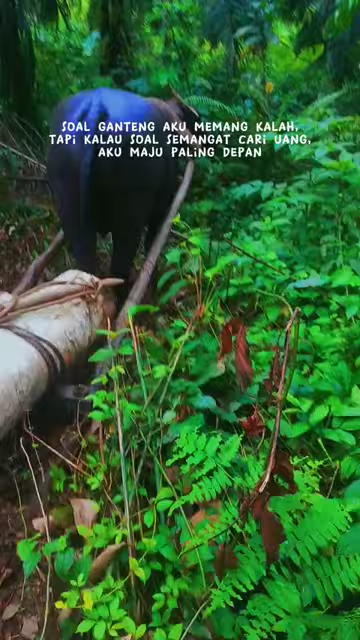 SOAL GANTENG AKU MEMANG KALAH,
TAPI KALAU SOAL SEMANGAT CARI UANG,
AKU MAJU PALING DEPAN